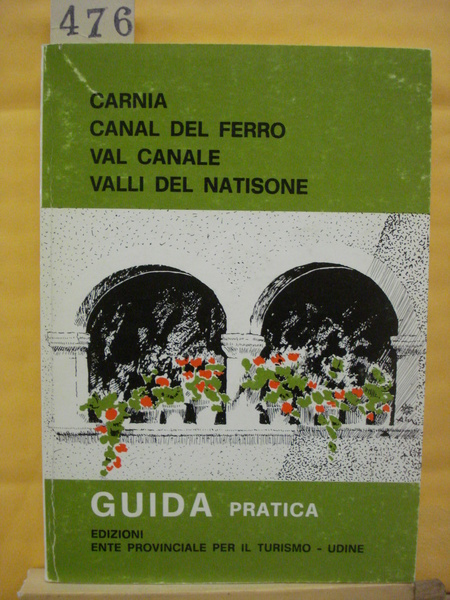 476
CARNIA
CANAL DEL FERRO
VAL CANALE
VALLI DEL NATISONE
GUIDA PRATICA
EDIZIONI
ENTE PROVINCIALE PER IL TURISMO - UDINE